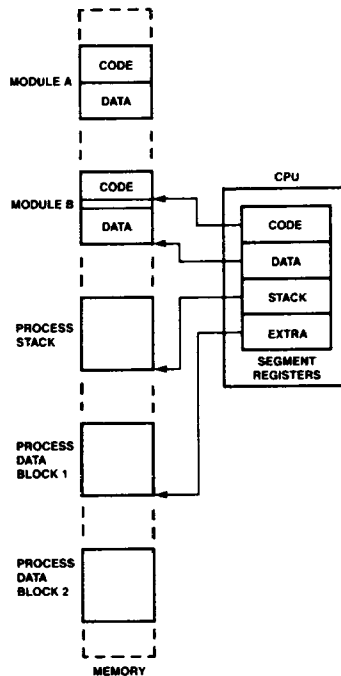 MODULE A
CODE
DATA
MODULE B
CODE
DATA
CPU
CODE
DATA
STACK
EXTRA
SEGMENT
REGISTERS
PROCESS
STACK
PROCESS
DATA
BLOCK 1
PROCESS
DATA
BLOCK 2
MEMORY